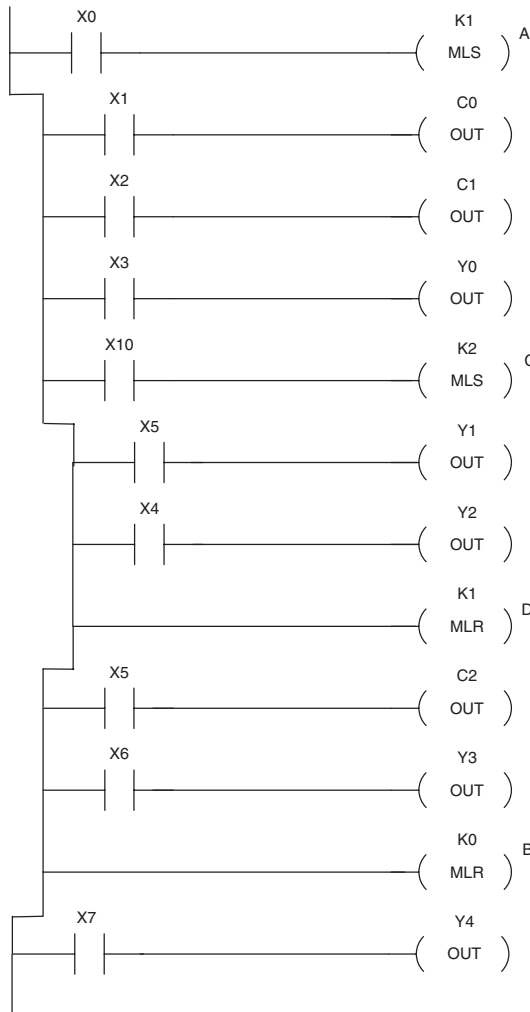 X0 K1
MLS A
X1 C0
OUT
X2 C1
OUT
X3 Y0
OUT
X10 K2
MLS C
X5 Y1
OUT
X4 Y2
OUT
K1
MLR D
X5 C2
OUT
X6 Y3
OUT
K0
MLR B
X7 Y4
OUT